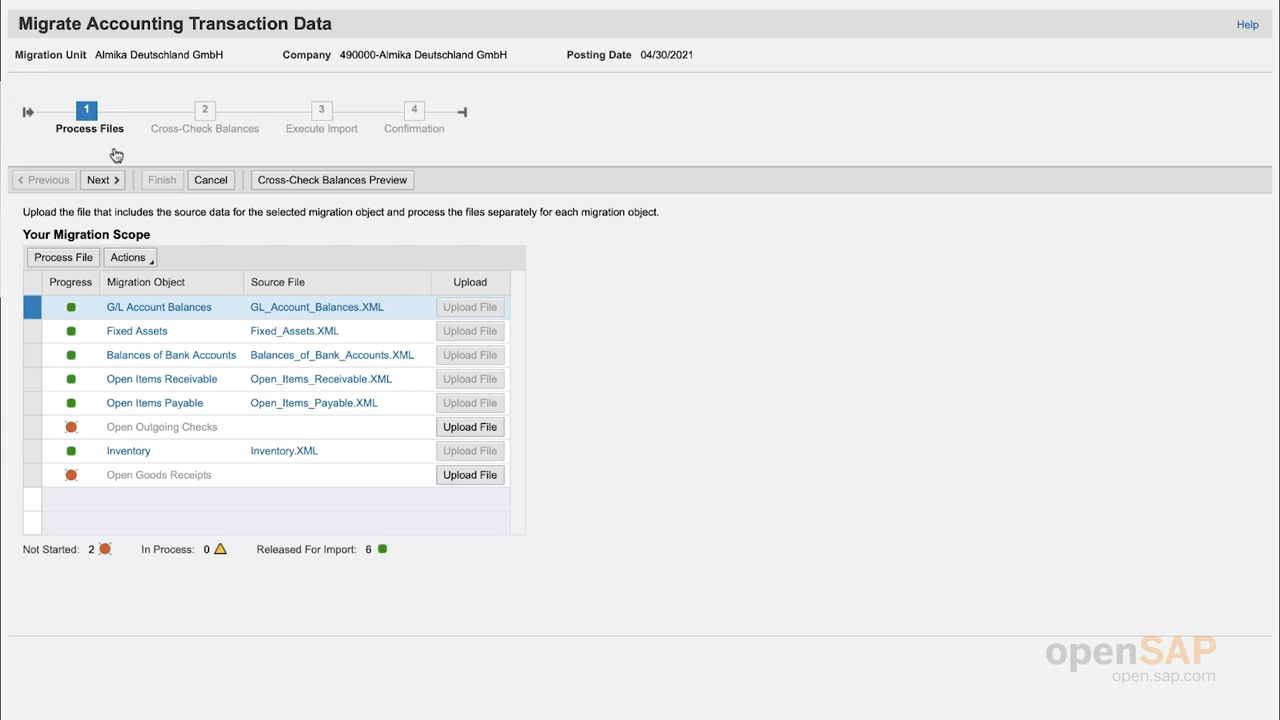 Migrate Accounting Transaction Data
Help
Migration Unit Almika Deutschland GmbH Company 490000-Almika Deutschland GmbH Posting Date 04/30/2021
1 2 3 4
Process Files Cross-Check Balances Execute Import Confirmation
Previous Next Finish Cancel Cross-Check Balances Preview
Upload the file that includes the source data for the selected migration object and process the files separately for each migration object.
Your Migration Scope
Process File Actions
Progress Migration Object Source File Upload
G/L Account Balances GL_Account_Balances.XML Upload File
Fixed Assets Fixed_Assets.XML Upload File
Balances of Bank Accounts Balances_of_Bank_Accounts.XML Upload File
Open Items Receivable Open_Items_Receivable.XML Upload File
Open Items Payable Open_Items_Payable.XML Upload File
Open Outgoing Checks Upload File
Inventory Inventory.XML Upload File
Open Goods Receipts Upload File
Not Started: 2 In Process: 0 Released For Import: 6
openSAP
open.sap.com